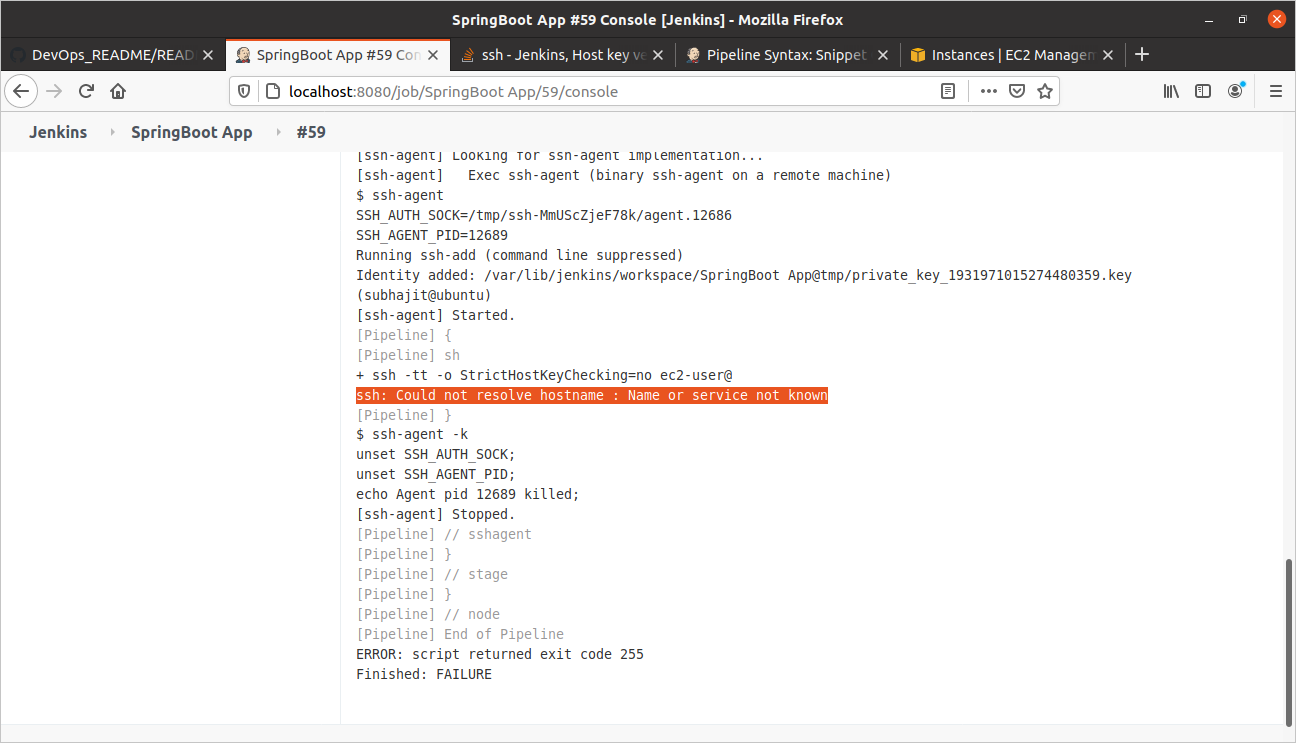 SpringBoot App #59 Console [Jenkins] - Mozilla Firefox
DevOps_README/READ
SpringBoot App #59 Con
ssh - Jenkins, Host key ve
Pipeline Syntax: Snippet
Instances | EC2 Managem
localhost:8080/job/SpringBoot App/59/console
Jenkins
SpringBoot App
#59
[ssh-agent] Looking for ssh-agent implementation...
[ssh-agent]   Exec ssh-agent (binary ssh-agent on a remote machine)
$ ssh-agent
SSH_AUTH_SOCK=/tmp/ssh-MmUScZjeF78k/agent.12686
SSH_AGENT_PID=12689
Running ssh-add (command line suppressed)
Identity added: /var/lib/jenkins/workspace/SpringBoot App@tmp/private_key_1931971015274480359.key
(subhajit@ubuntu)
[ssh-agent] Started.
[Pipeline] {
[Pipeline] sh
+ ssh -tt -o StrictHostKeyChecking=no ec2-user@
ssh: Could not resolve hostname : Name or service not known
[Pipeline] }
$ ssh-agent -k
unset SSH_AUTH_SOCK;
unset SSH_AGENT_PID;
echo Agent pid 12689 killed;
[ssh-agent] Stopped.
[Pipeline] // sshagent
[Pipeline] }
[Pipeline] // stage
[Pipeline] }
[Pipeline] // node
[Pipeline] End of Pipeline
ERROR: script returned exit code 255
Finished: FAILURE